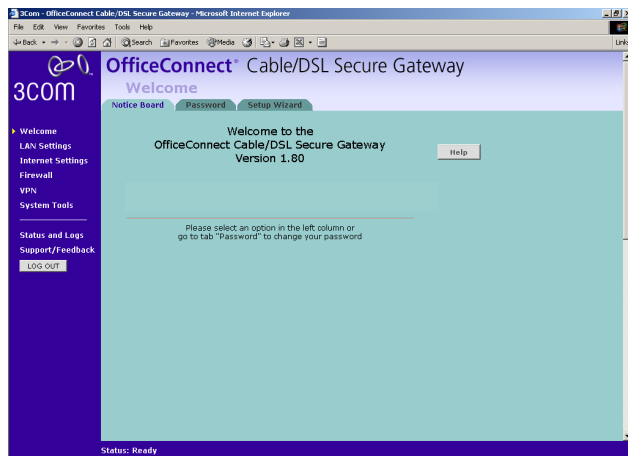 3Com - OfficeConnect Cable/DSL Secure Gateway - Microsoft Internet Explorer
File Edit View Favorites Tools Help
Back Search Favorites Media Links
3COM
OfficeConnect® Cable/DSL Secure Gateway
Welcome
Notice Board Password Setup Wizard
Welcome
LAN Settings
Internet Settings
Firewall
VPN
System Tools
Status and Logs
Support/Feedback
LOG OUT
Welcome to the
OfficeConnect Cable/DSL Secure Gateway
Version 1.80
Help
Please select an option in the left column or
go to tab "Password" to change your password
Status: Ready